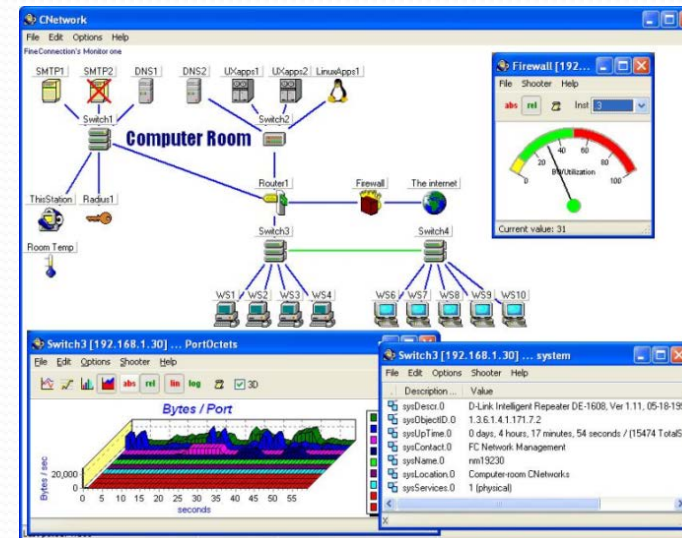 CNetwork
File Edit Options Help
FineConnection's Monitor one
SMTP1 SMTP2 DNS1 DNS2 UXapps1 UXapps2 LinuxApps1
Switch1 Switch2
Computer Room
ThisStation Radius1
Router1 Firewall The internet
Room Temp
Switch3 Switch4
WS1 WS2 WS3 WS4 WS6 WS7 WS8 WS9 WS10
Firewall [192...
File Shooter Help
abs rel Inst 3
0 20 40 60 80 100
BW/Utilization
Current value: 31
Switch3 [192.168.1.30] ... PortOctets
File Edit Options Shooter Help
abs rel lin log 3D
Bytes / Port
Bytes / sec
20,000
0
0 5 10 15 20 25 30 35 40 45 50 55
seconds
Switch3 [192.168.1.30] ... system
File Edit Options Shooter Help
Description ... Value
sysDescr.0 D-Link Intelligent Repeater DE-1608, Ver 1.11, 05-18-199
sysObjectID.0 1.3.6.1.4.1.171.7.2
sysUpTime.0 0 days, 4 hours, 17 minutes, 54 seconds / (15474 TotalS
sysContact.0 FC Network Management
sysName.0 nm19230
sysLocation.0 Computer-room CNetworks
sysServices.0 1 (physical)